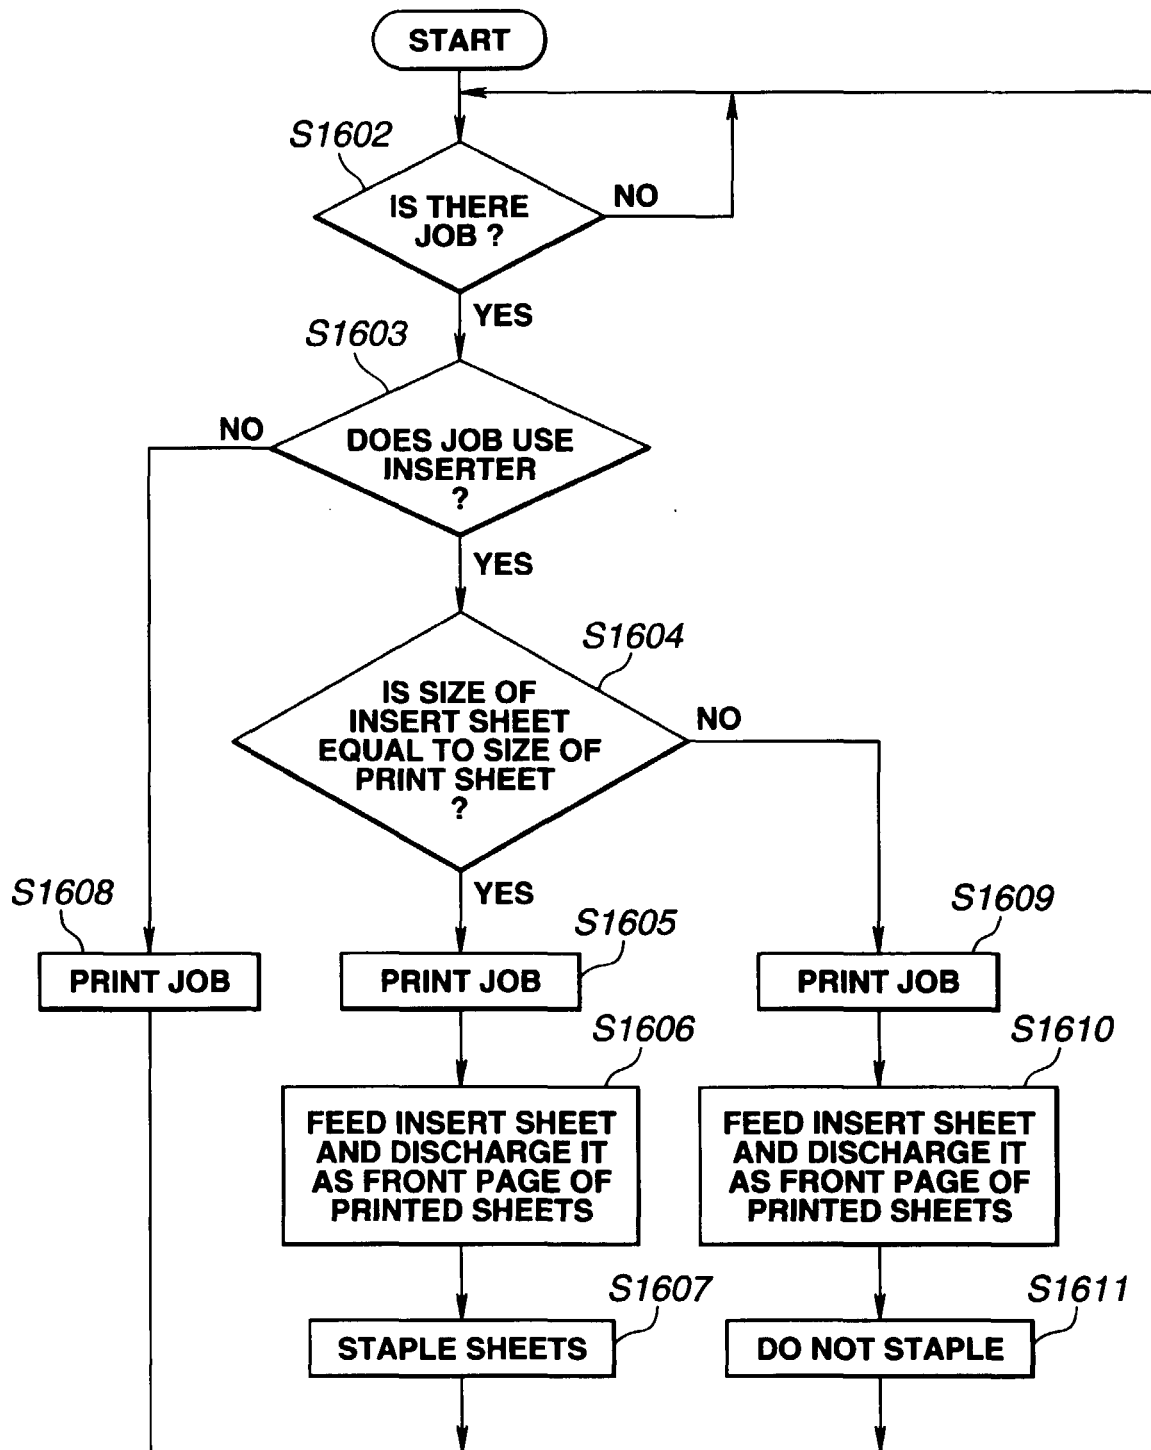 START
S1602
IS THERE
JOB ?
NO
YES
S1603
NO
DOES JOB USE
INSERTER
?
YES
S1604
IS SIZE OF
INSERT SHEET
EQUAL TO SIZE OF
PRINT SHEET
?
NO
YES
S1608
PRINT JOB
S1605
PRINT JOB
S1609
PRINT JOB
S1606
FEED INSERT SHEET
AND DISCHARGE IT
AS FRONT PAGE OF
PRINTED SHEETS
S1610
FEED INSERT SHEET
AND DISCHARGE IT
AS FRONT PAGE OF
PRINTED SHEETS
S1607
STAPLE SHEETS
S1611
DO NOT STAPLE